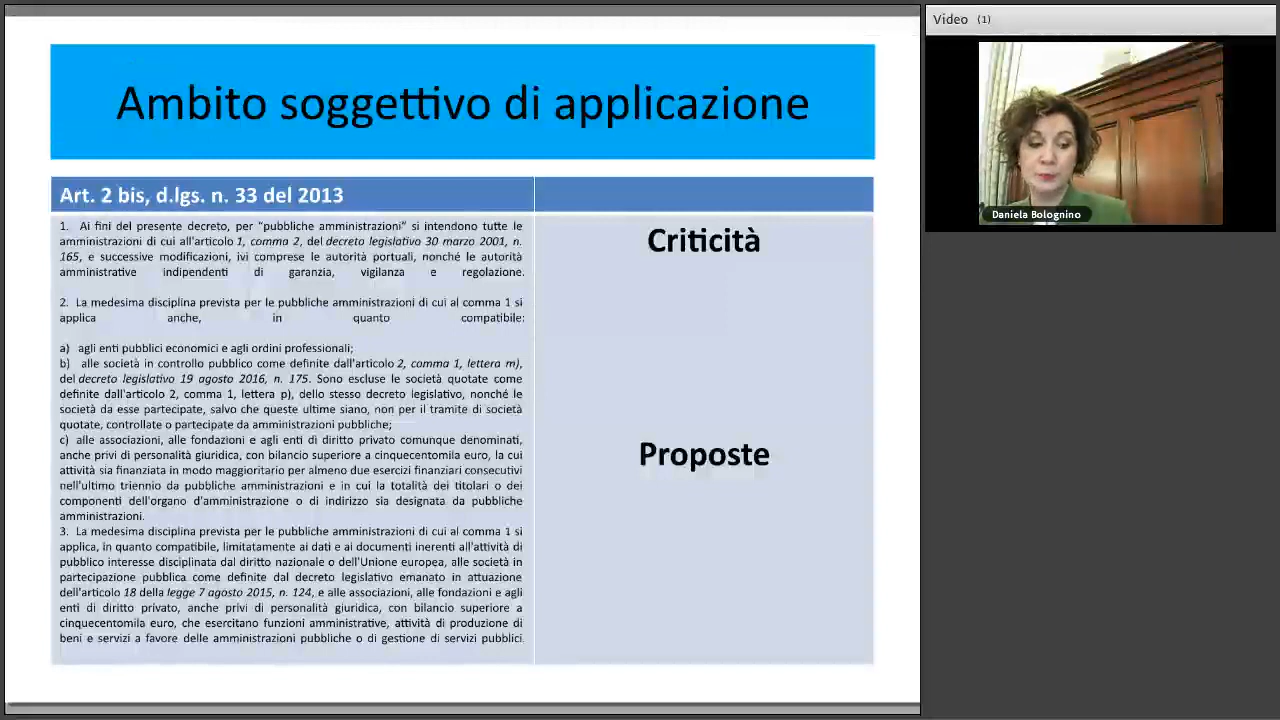 Ambito soggettivo di applicazione
Art. 2 bis, d.lgs. n. 33 del 2013
1. Ai fini del presente decreto, per “pubbliche amministrazioni” si intendono tutte le
amministrazioni di cui all'articolo 1, comma 2, del decreto legislativo 30 marzo 2001, n.
165, e successive modificazioni, ivi comprese le autorità portuali, nonché le autorità
amministrative indipendenti di garanzia, vigilanza e regolazione.
2. La medesima disciplina prevista per le pubbliche amministrazioni di cui al comma 1 si
applica anche, in quanto compatibile:
a) agli enti pubblici economici e agli ordini professionali;
b) alle società in controllo pubblico come definite dall'articolo 2, comma 1, lettera m),
del decreto legislativo 19 agosto 2016, n. 175. Sono escluse le società quotate come
definite dall'articolo 2, comma 1, lettera p), dello stesso decreto legislativo, nonché le
società da esse partecipate, salvo che queste ultime siano, non per il tramite di società
quotate, controllate o partecipate da amministrazioni pubbliche;
c) alle associazioni, alle fondazioni e agli enti di diritto privato comunque denominati,
anche privi di personalità giuridica, con bilancio superiore a cinquecentomila euro, la cui
attività sia finanziata in modo maggioritario per almeno due esercizi finanziari consecutivi
nell'ultimo triennio da pubbliche amministrazioni e in cui la totalità dei titolari o dei
componenti dell'organo d'amministrazione o di indirizzo sia designata da pubbliche
amministrazioni.
3. La medesima disciplina prevista per le pubbliche amministrazioni di cui al comma 1 si
applica, in quanto compatibile, limitatamente ai dati e ai documenti inerenti all'attività di
pubblico interesse disciplinata dal diritto nazionale o dell'Unione europea, alle società in
partecipazione pubblica come definite dal decreto legislativo emanato in attuazione
dell'articolo 18 della legge 7 agosto 2015, n. 124, e alle associazioni, alle fondazioni e agli
enti di diritto privato, anche privi di personalità giuridica, con bilancio superiore a
cinquecentomila euro, che esercitano funzioni amministrative, attività di produzione di
beni e servizi a favore delle amministrazioni pubbliche o di gestione di servizi pubblici.
Criticità
Proposte
Video (1)
Daniela Bolognino